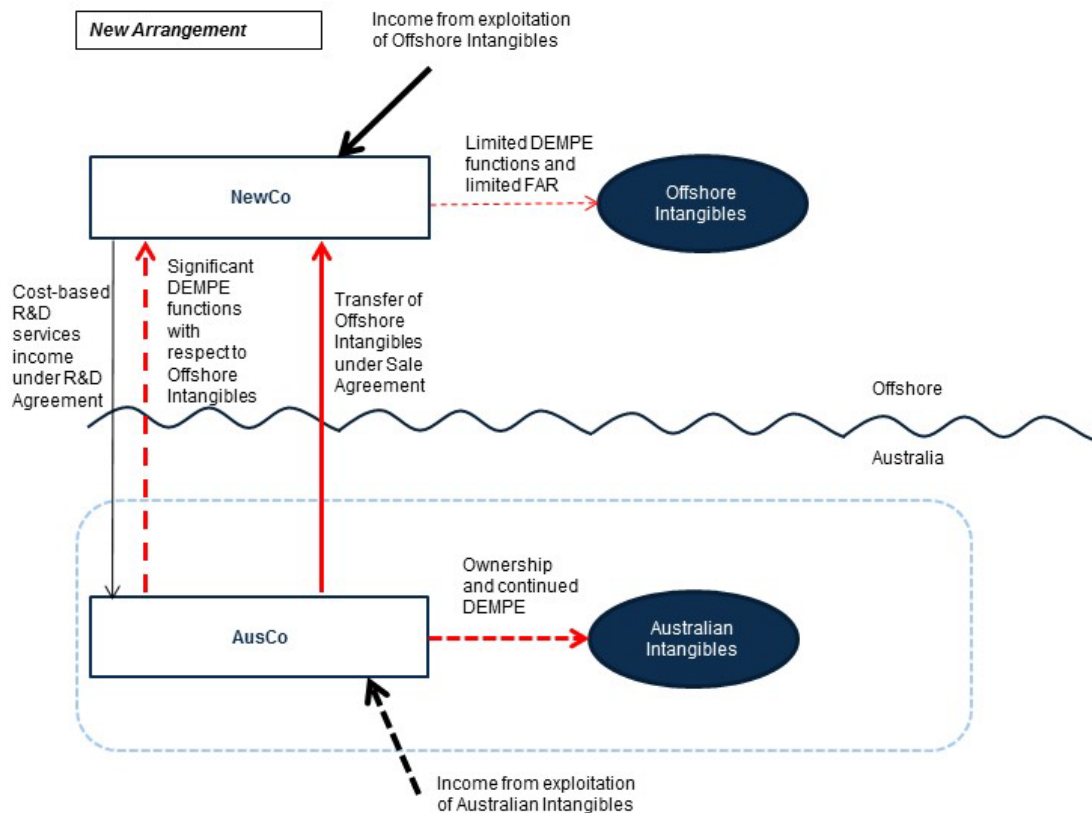 New Arrangement
Income from exploitation
of Offshore Intangibles
Limited DEMPE
functions and
limited FAR
NewCo
Offshore
Intangibles
Cost-based
R&D
services
income
under R&D
Agreement
Significant
DEMPE
functions
with
respect to
Offshore
Intangibles
Transfer of
Offshore
Intangibles
under Sale
Agreement
Offshore
Australia
Ownership
and continued
DEMPE
AusCo
Australian
Intangibles
Income from exploitation
of Australian Intangibles